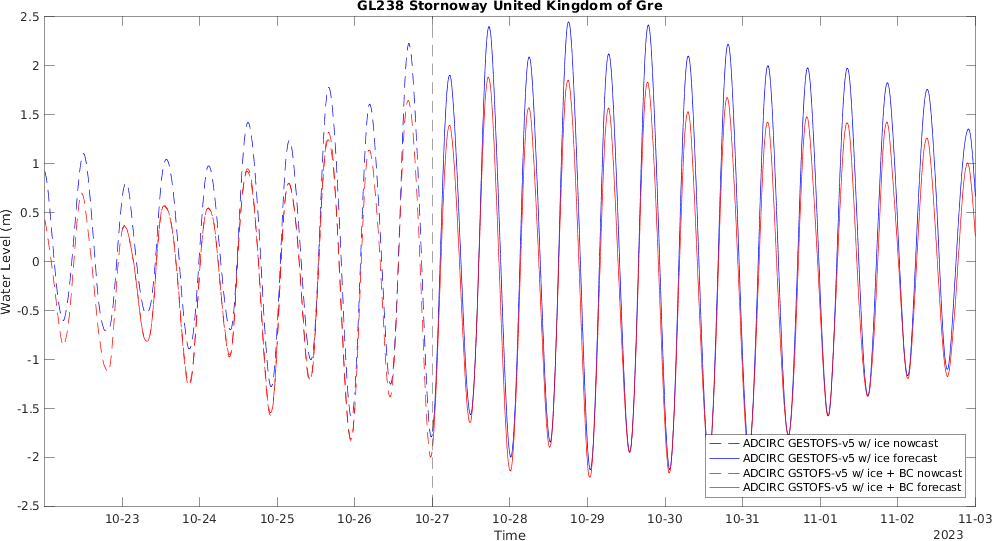 GL238 Stornoway United Kingdom of Gre
Water Level (m)
2.5
2
1.5
1
0.5
0
-0.5
-1
-1.5
-2
-2.5
10-23 10-24 10-25 10-26 10-27 10-28 10-29 10-30 10-31 11-01 11-02 11-03
Time
2023
ADCIRC GESTOFS-v5 w/ ice nowcast
ADCIRC GESTOFS-v5 w/ ice forecast
ADCIRC GSTOFS-v5 w/ ice + BC nowcast
ADCIRC GSTOFS-v5 w/ ice + BC forecast